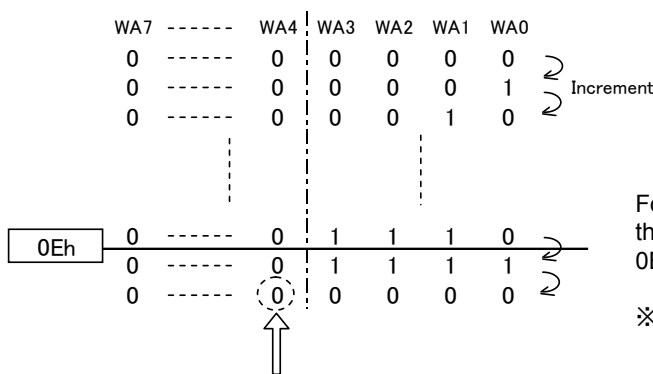 WA7 ------ WA4 WA3 WA2 WA1 WA0
0 ------ 0 0 0 0 0
0 ------ 0 0 0 0 1
Increment
0 ------ 0 0 0 1 0
Fo
0 ------ 0 1 1 1 0
th
0Eh
0 ------ 0 1 1 1 1
0E
0 ------ 0 0 0 0 0
※